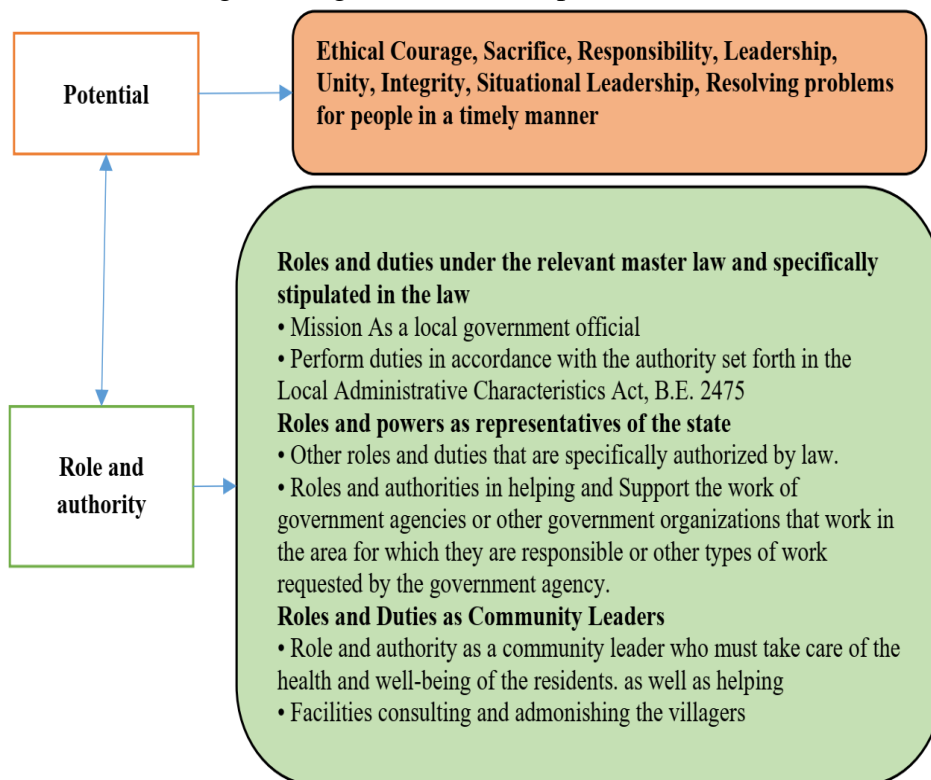 Potential
Ethical Courage, Sacrifice, Responsibility, Leadership,
Unity, Integrity, Situational Leadership, Resolving problems
for people in a timely manner
Role and
authority
Roles and duties under the relevant master law and specifically
stipulated in the law
• Mission As a local government official
• Perform duties in accordance with the authority set forth in the
Local Administrative Characteristics Act, B.E. 2475
Roles and powers as representatives of the state
• Other roles and duties that are specifically authorized by law.
• Roles and authorities in helping and Support the work of
government agencies or other government organizations that work in
the area for which they are responsible or other types of work
requested by the government agency.
Roles and Duties as Community Leaders
• Role and authority as a community leader who must take care of the
health and well-being of the residents. as well as helping
• Facilities consulting and admonishing the villagers